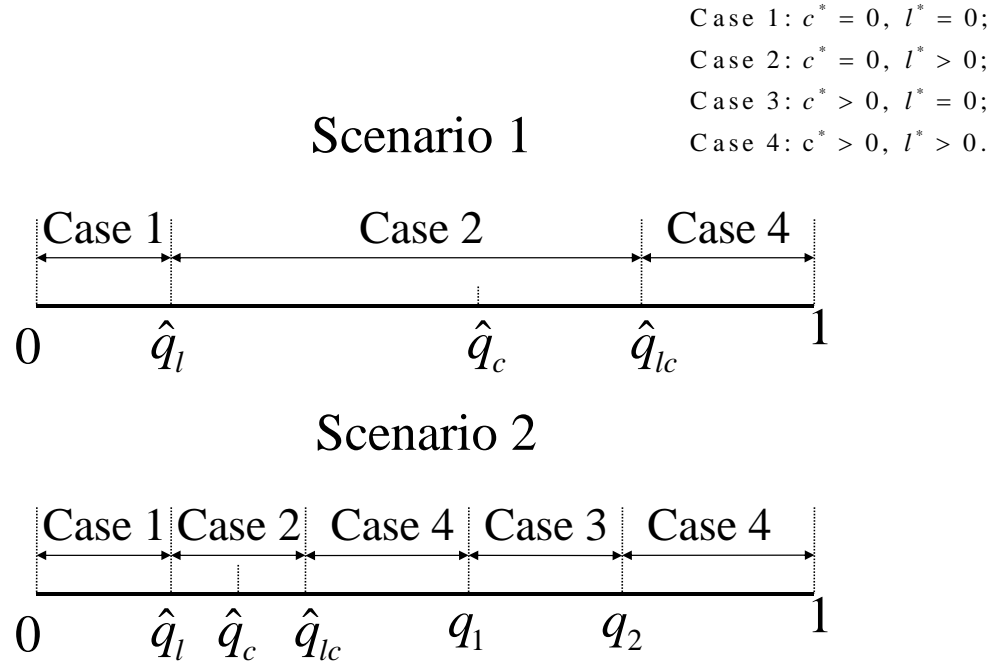 Case 1: c* = 0, l* = 0;
Case 2: c* = 0, l* > 0;
Case 3: c* > 0, l* = 0;
Case 4: c* > 0, l* > 0.
Scenario 1
Case 1 Case 2 Case 4
0 q̂_l q̂_c q̂_lc 1
Scenario 2
Case 1 Case 2 Case 4 Case 3 Case 4
0 q̂_l q̂_c q̂_lc q_1 q_2 1